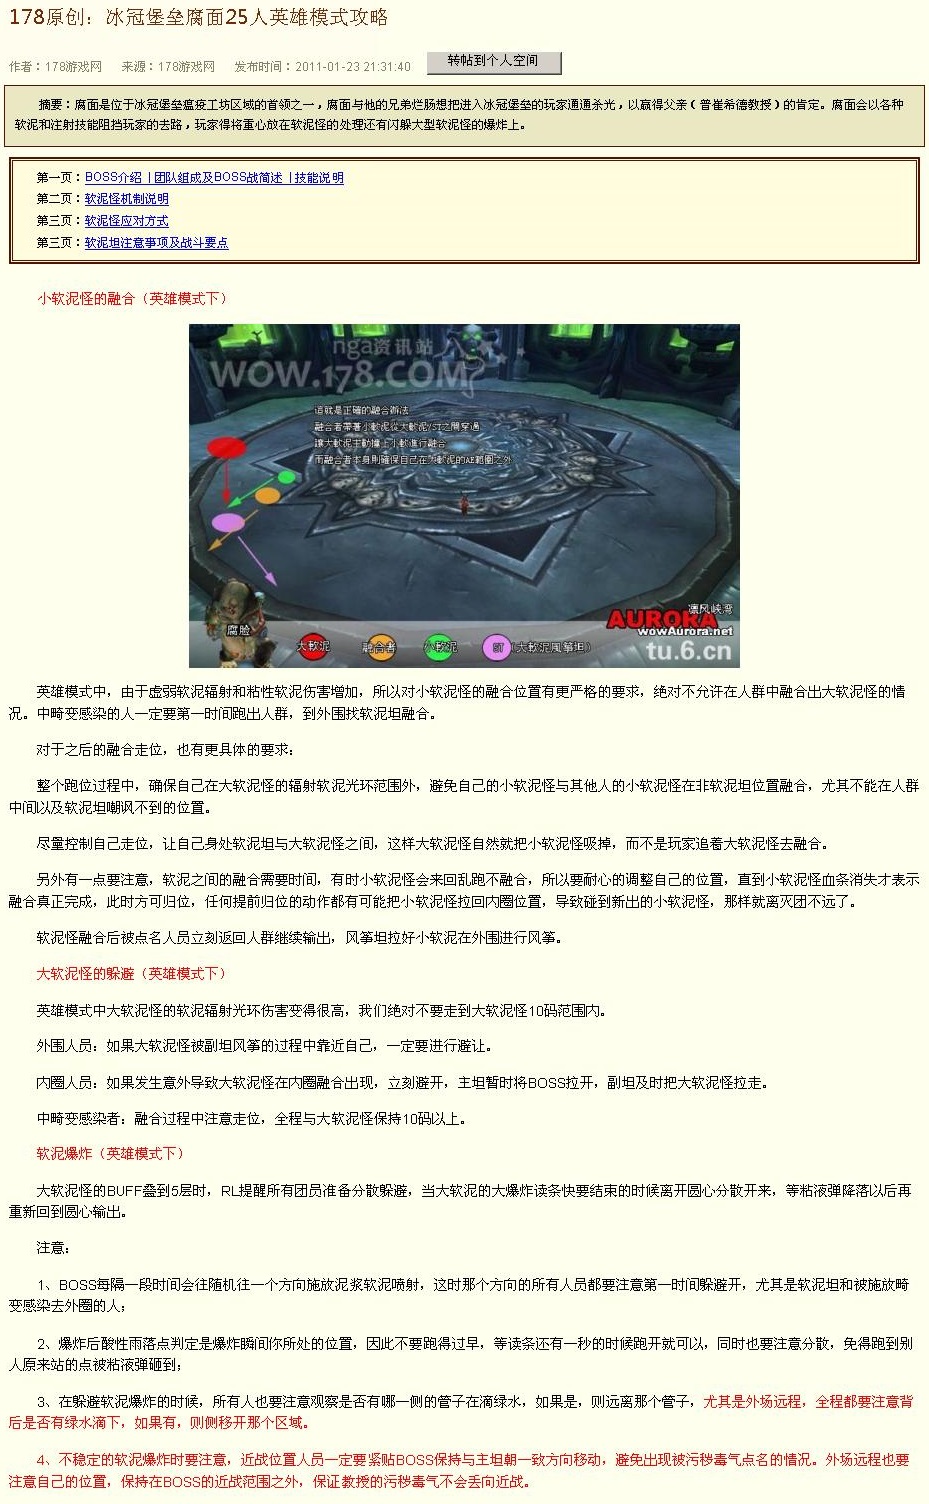 178原创：冰冠堡垒腐面25人英雄模式攻略
作者：178游戏网 来源：178游戏网 发布时间：2011-01-23 21:31:40 转帖到个人空间
摘要：腐面是位于冰冠堡垒瘟疫工坊区域的首领之一，腐面与他的兄弟烂肠想把进入冰冠堡垒的玩家通通杀光，以赢得父亲（普崔希德教授）的肯定。腐面会以各种
软泥和注射技能阻挡玩家的去路，玩家得将重心放在软泥怪的处理还有闪躲大型软泥怪的爆炸上。
第一页：BOSS介绍 | 团队组成及BOSS战简述 | 技能说明
第二页：软泥怪机制说明
第三页：软泥怪应对方式
第三页：软泥坦注意事项及战斗要点
小软泥怪的融合（英雄模式下）
nga资讯站
WOW.178.COM
這就是正確的融合辦法
融合者帶著小軟泥從大軟泥/ST之間穿過
讓大軟泥主動撞上小軟進行融合
而融合者本身則確保自己在大軟泥的AE範圍之外
腐脸
大軟泥
融合者
小軟泥
ST（大軟泥風箏坦）
凛风峡湾
AURORA
wowAurora.net
tu.6.cn
英雄模式中，由于虚弱软泥辐射和粘性软泥伤害增加，所以对小软泥怪的融合位置有更严格的要求，绝对不允许在人群中融合出大软泥怪的情
况。中畸变感染的人一定要第一时间跑出人群，到外围找软泥坦融合。
对于之后的融合走位，也有更具体的要求：
整个跑位过程中，确保自己在大软泥怪的辐射软泥光环范围外，避免自己的小软泥怪与其他人的小软泥怪在非软泥坦位置融合，尤其不能在人群
中间以及软泥坦嘲讽不到的位置。
尽量控制自己走位，让自己身处软泥坦与大软泥怪之间，这样大软泥怪自然就把小软泥怪吸掉，而不是玩家追着大软泥怪去融合。
另外有一点要注意，软泥之间的融合需要时间，有时小软泥怪会来回乱跑不融合，所以要耐心的调整自己的位置，直到小软泥怪血条消失才表示
融合真正完成，此时方可归位，任何提前归位的动作都有可能把小软泥怪拉回内圈位置，导致碰到新出的小软泥怪，那样就离灭团不远了。
软泥怪融合后被点名人员立刻返回人群继续输出，风筝坦拉好小软泥在外围进行风筝。
大软泥怪的躲避（英雄模式下）
英雄模式中大软泥怪的软泥辐射光环伤害变得很高，我们绝对不要走到大软泥怪10码范围内。
外围人员：如果大软泥怪被副坦风筝的过程中靠近自己，一定要进行避让。
内圈人员：如果发生意外导致大软泥怪在内圈融合出现，立刻避开，主坦暂时将BOSS拉开，副坦及时把大软泥怪拉走。
中畸变感染者：融合过程中注意走位，全程与大软泥怪保持10码以上。
软泥爆炸（英雄模式下）
大软泥怪的BUFF叠到5层时，RL提醒所有团员准备分散躲避，当大软泥的大爆炸读条快要结束的时候离开圆心分散开来，等粘液弹降落以后再
重新回到圆心输出。
注意：
1、BOSS每隔一段时间会往随机往一个方向施放泥浆软泥喷射，这时那个方向的所有人员都要注意第一时间躲避开，尤其是软泥坦和被施放畸
变感染去外圈的人；
2、爆炸后酸性雨落点判定是爆炸瞬间你所处的位置，因此不要跑得过早，等读条还有一秒的时候跑开就可以，同时也要注意分散，免得跑到别
人原来站的点被粘液弹砸到；
3、在躲避软泥爆炸的时候，所有人也要注意观察是否有哪一侧的管子在滴绿水，如果是，则远离那个管子，尤其是外场远程，全程都要注意背
后是否有绿水滴下，如果有，则侧移开那个区域。
4、不稳定的软泥爆炸时要注意，近战位置人员一定要紧贴BOSS保持与主坦朝一致方向移动，避免出现被污秽毒气点名的情况。外场远程也要
注意自己的位置，保持在BOSS的近战范围之外，保证教授的污秽毒气不会丢向近战。